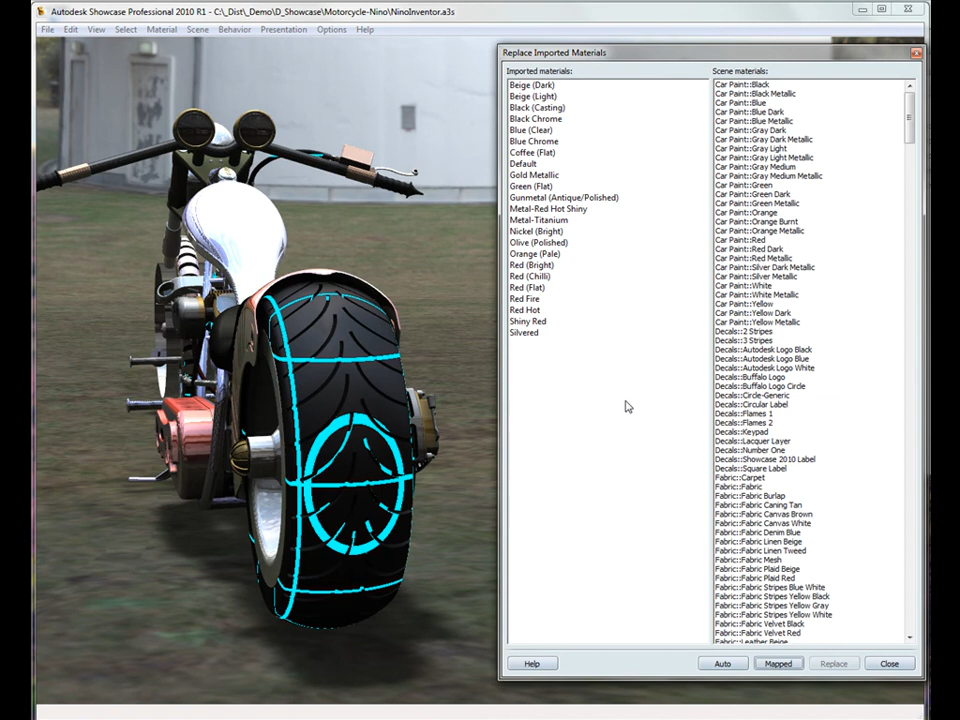 Autodesk Showcase Professional 2010 R1 - C:\_Dist_\Demo\D_Showcase\Motorcycle-Nino\NinoInventor.a3s
File Edit View Select Material Scene Behavior Presentation Options Help
Replace Imported Materials
Imported materials:
Beige (Dark)
Beige (Light)
Black (Casting)
Black Chrome
Blue (Clear)
Blue Chrome
Coffee (Flat)
Default
Gold Metallic
Green (Flat)
Gunmetal (Antique/Polished)
Metal-Red Hot Shiny
Metal-Titanium
Nickel (Bright)
Olive (Polished)
Orange (Pale)
Red (Bright)
Red (Chilli)
Red (Flat)
Red Fire
Red Hot
Shiny Red
Silvered
Scene materials:
Car Paint::Black
Car Paint::Black Metallic
Car Paint::Blue
Car Paint::Blue Dark
Car Paint::Blue Metallic
Car Paint::Gray Dark
Car Paint::Gray Dark Metallic
Car Paint::Gray Light
Car Paint::Gray Light Metallic
Car Paint::Gray Medium
Car Paint::Gray Medium Metallic
Car Paint::Green
Car Paint::Green Dark
Car Paint::Green Metallic
Car Paint::Orange
Car Paint::Orange Burnt
Car Paint::Orange Metallic
Car Paint::Red
Car Paint::Red Dark
Car Paint::Red Metallic
Car Paint::Silver Dark Metallic
Car Paint::Silver Metallic
Car Paint::White
Car Paint::White Metallic
Car Paint::Yellow
Car Paint::Yellow Dark
Car Paint::Yellow Metallic
Decals::2 Stripes
Decals::3 Stripes
Decals::Autodesk Logo Black
Decals::Autodesk Logo Blue
Decals::Autodesk Logo White
Decals::Buffalo Logo
Decals::Buffalo Logo Circle
Decals::Circle-Generic
Decals::Circular Label
Decals::Flames 1
Decals::Flames 2
Decals::Keypad
Decals::Lacquer Layer
Decals::Number One
Decals::Showcase 2010 Label
Decals::Square Label
Fabric::Carpet
Fabric::Fabric
Fabric::Fabric Burlap
Fabric::Fabric Caning Tan
Fabric::Fabric Canvas Brown
Fabric::Fabric Canvas White
Fabric::Fabric Denim Blue
Fabric::Fabric Linen Beige
Fabric::Fabric Linen Tweed
Fabric::Fabric Mesh
Fabric::Fabric Plaid Beige
Fabric::Fabric Plaid Red
Fabric::Fabric Stripes Blue White
Fabric::Fabric Stripes Yellow Black
Fabric::Fabric Stripes Yellow Gray
Fabric::Fabric Stripes Yellow White
Fabric::Fabric Velvet Black
Fabric::Fabric Velvet Red
Fabric::Leather Beige
Help Auto Mapped Replace Close